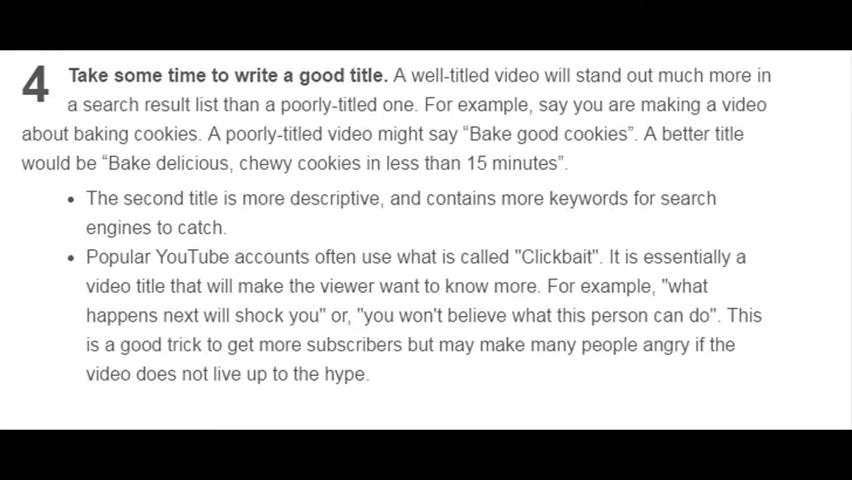 4 Take some time to write a good title. A well-titled video will stand out much more in
a search result list than a poorly-titled one. For example, say you are making a video
about baking cookies. A poorly-titled video might say “Bake good cookies”. A better title
would be “Bake delicious, chewy cookies in less than 15 minutes”.
• The second title is more descriptive, and contains more keywords for search
engines to catch.
• Popular YouTube accounts often use what is called "Clickbait". It is essentially a
video title that will make the viewer want to know more. For example, "what
happens next will shock you" or, "you won't believe what this person can do". This
is a good trick to get more subscribers but may make many people angry if the
video does not live up to the hype.